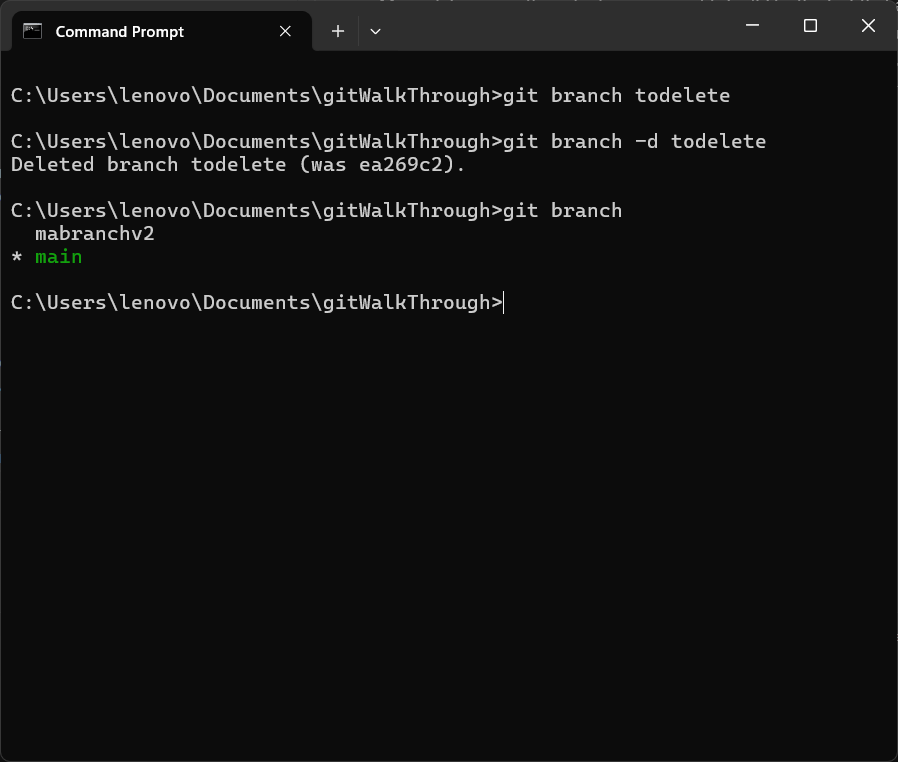 Command Prompt
C:\Users\lenovo\Documents\gitWalkThrough>git branch todelete
C:\Users\lenovo\Documents\gitWalkThrough>git branch -d todelete
Deleted branch todelete (was ea269c2).
C:\Users\lenovo\Documents\gitWalkThrough>git branch
  mabranchv2
* main
C:\Users\lenovo\Documents\gitWalkThrough>